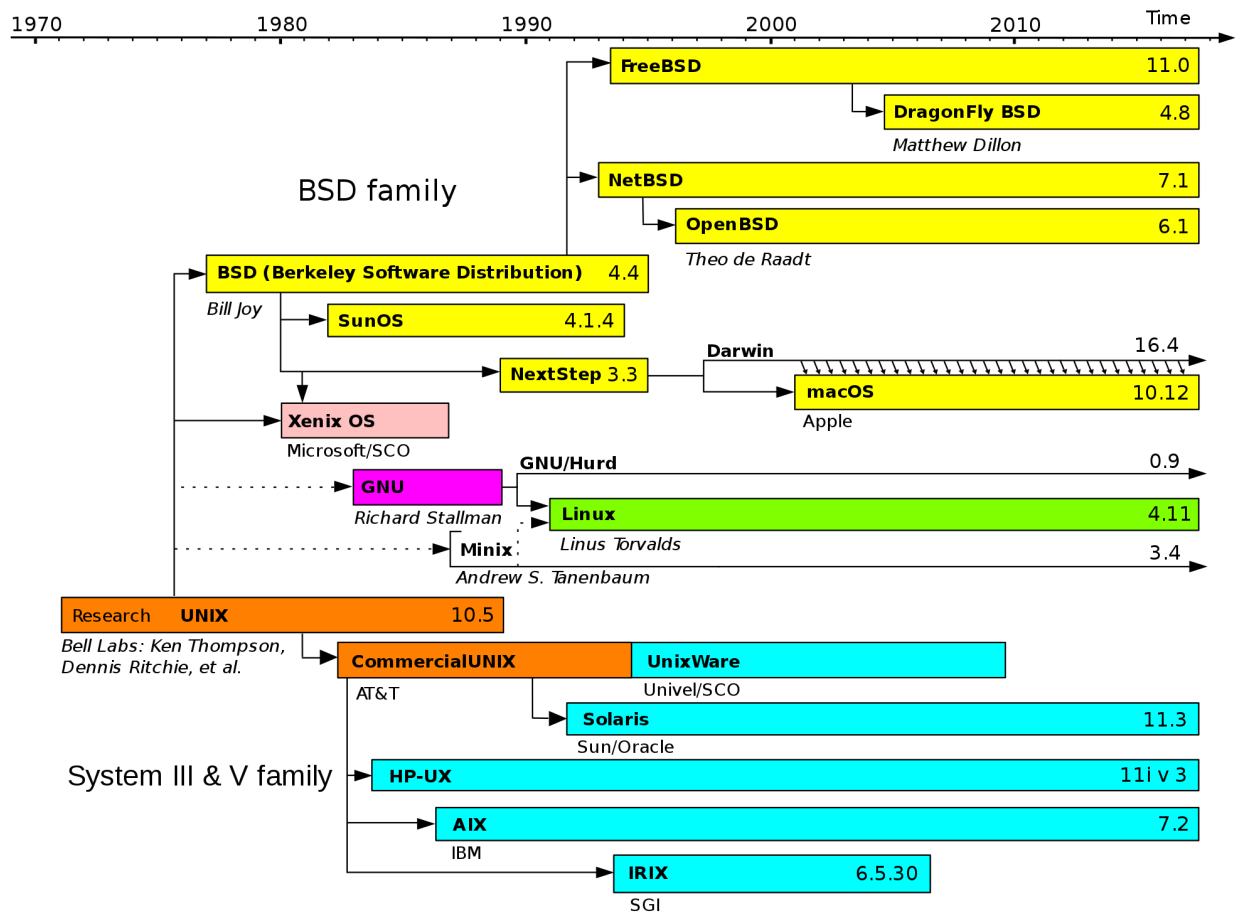 1970 1980 1990 2000 2010 Time
FreeBSD 11.0
DragonFly BSD 4.8
Matthew Dillon
BSD family
NetBSD 7.1
OpenBSD 6.1
Theo de Raadt
BSD (Berkeley Software Distribution) 4.4
Bill Joy
SunOS 4.1.4
NextStep 3.3
Darwin 16.4
macOS 10.12
Apple
Xenix OS
Microsoft/SCO
GNU/Hurd 0.9
GNU
Richard Stallman
Linux 4.11
Linus Torvalds
Minix 3.4
Andrew S. Tanenbaum
Research UNIX 10.5
Bell Labs: Ken Thompson,
Dennis Ritchie, et al.
CommercialUNIX UnixWare
AT&T Univel/SCO
Solaris 11.3
Sun/Oracle
System III & V family
HP-UX 11i v 3
AIX 7.2
IBM
IRIX 6.5.30
SGI